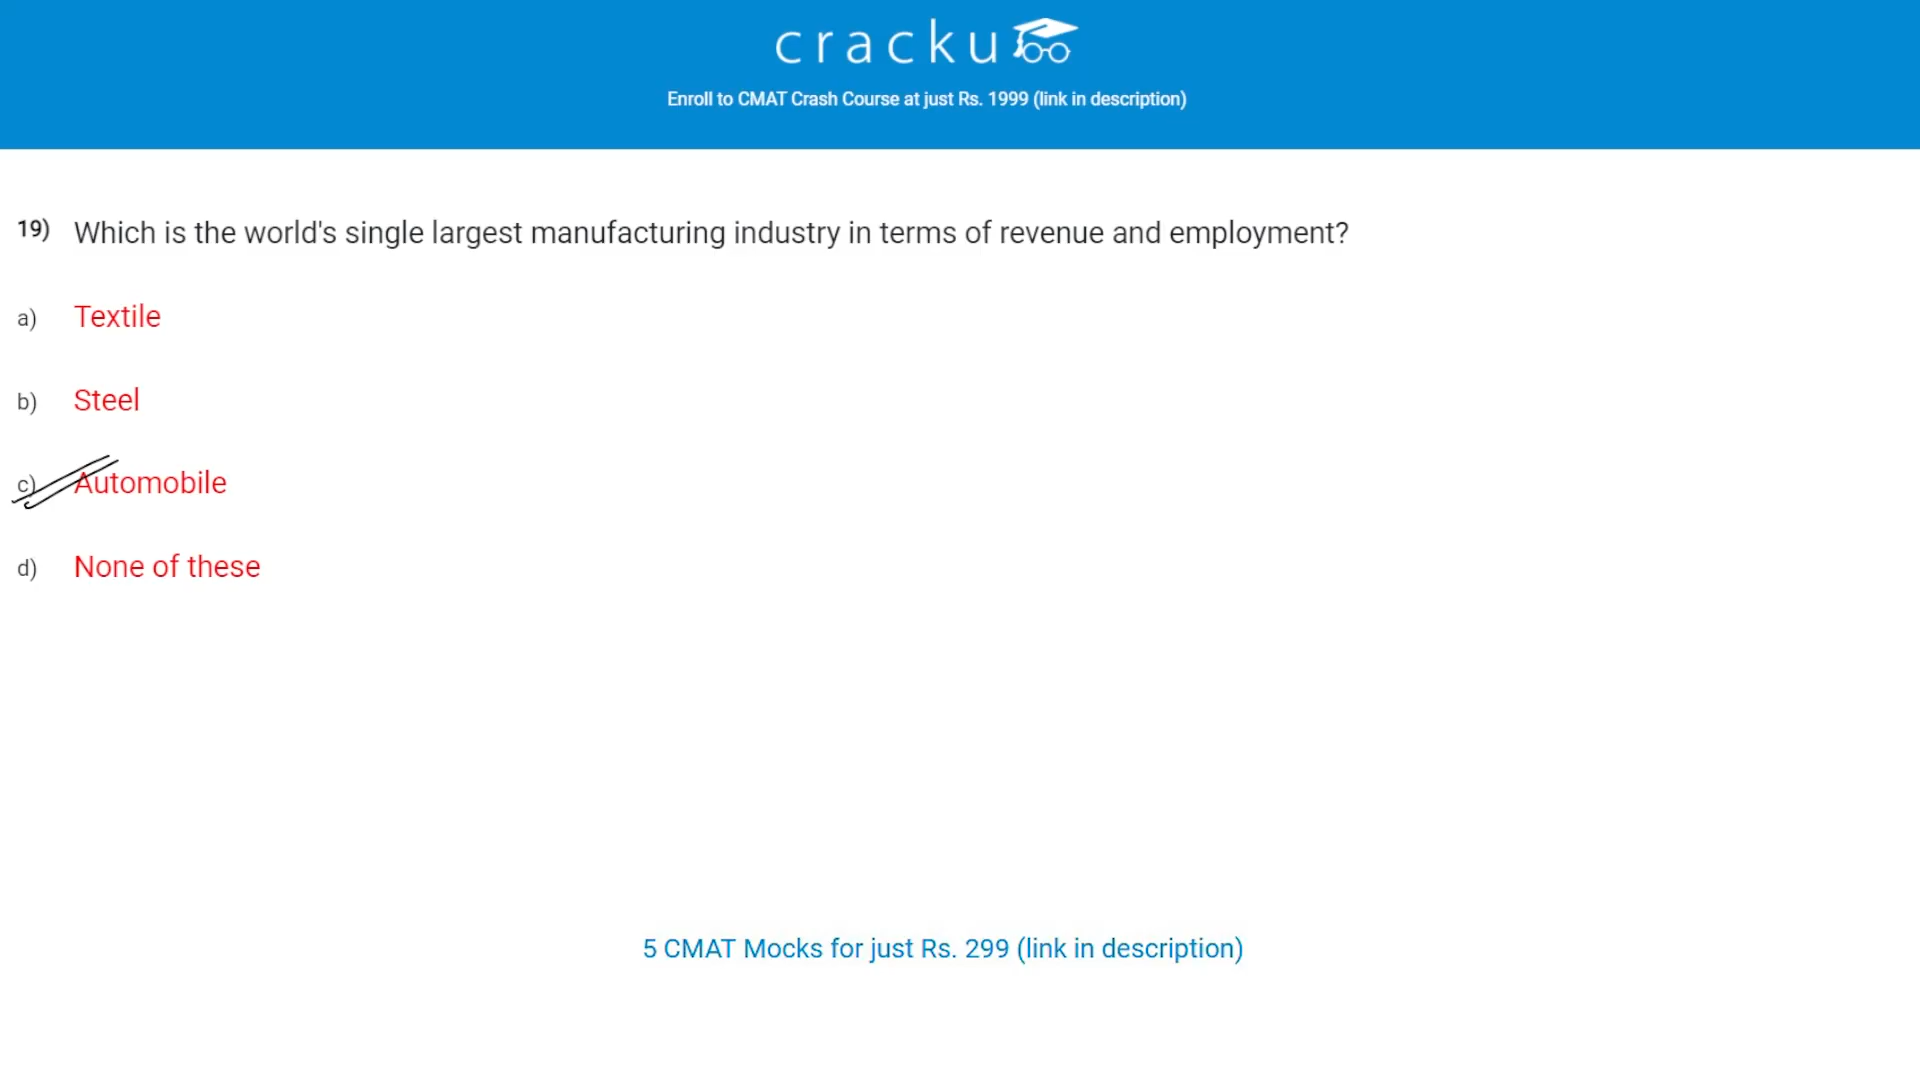 cracku
Enroll to CMAT Crash Course at just Rs. 1999 (link in description)
19) Which is the world's single largest manufacturing industry in terms of revenue and employment?
a) Textile
b) Steel
c) Automobile
d) None of these
5 CMAT Mocks for just Rs. 299 (link in description)